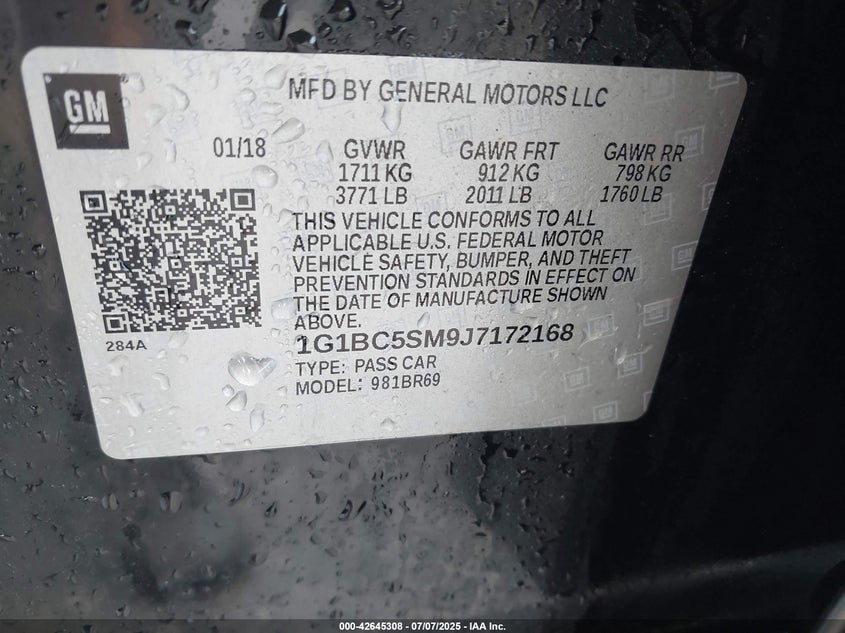 GM
MFD BY GENERAL MOTORS LLC
01/18 GVWR GAWR FRT GAWR RR
1711 KG 912 KG 798 KG
3771 LB 2011 LB 1760 LB
THIS VEHICLE CONFORMS TO ALL
APPLICABLE U.S. FEDERAL MOTOR
VEHICLE SAFETY, BUMPER, AND THEFT
PREVENTION STANDARDS IN EFFECT ON
THE DATE OF MANUFACTURE SHOWN
ABOVE.
284A
1G1BC5SM9J7172168
TYPE: PASS CAR
MODEL: 981BR69
000-42645308 - 07/07/2025 - IAA Inc.